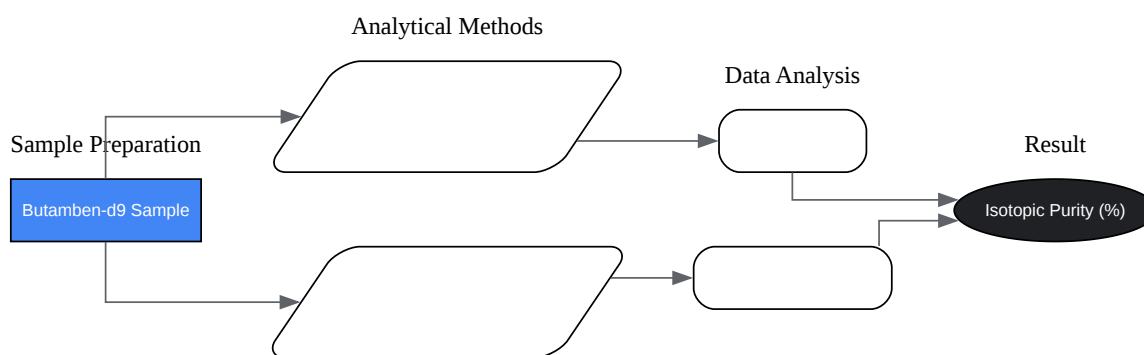 Analytical Methods
Data Analysis
Sample Preparation
Result
Butamben-d9 Sample
Isotopic Purity (%)